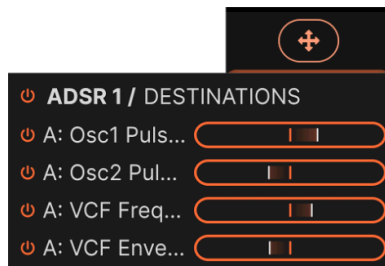 ADSR 1 / DESTINATIONS
A: Osc1 Puls...
A: Osc2 Pul...
A: VCF Freq...
A: VCF Enve...